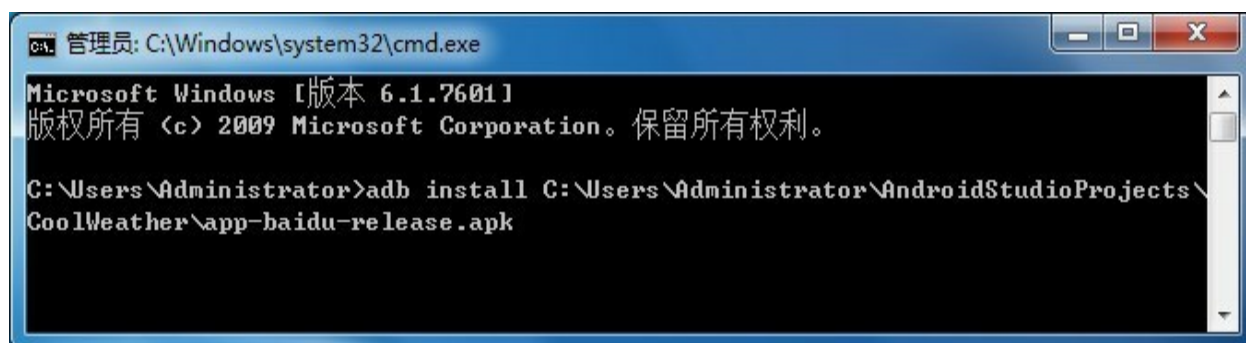 管理员: C:\Windows\system32\cmd.exe
Microsoft Windows [版本 6.1.7601]
版权所有 (c) 2009 Microsoft Corporation。保留所有权利。
C:\Users\Administrator>adb install C:\Users\Administrator\AndroidStudioProjects\
CoolWeather\app-baidu-release.apk